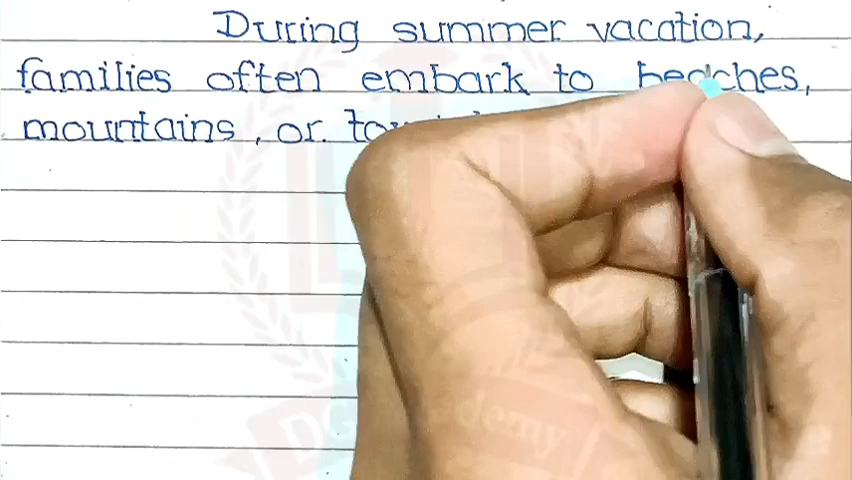 During summer vacation,
families often embark to beaches,
mountains, or